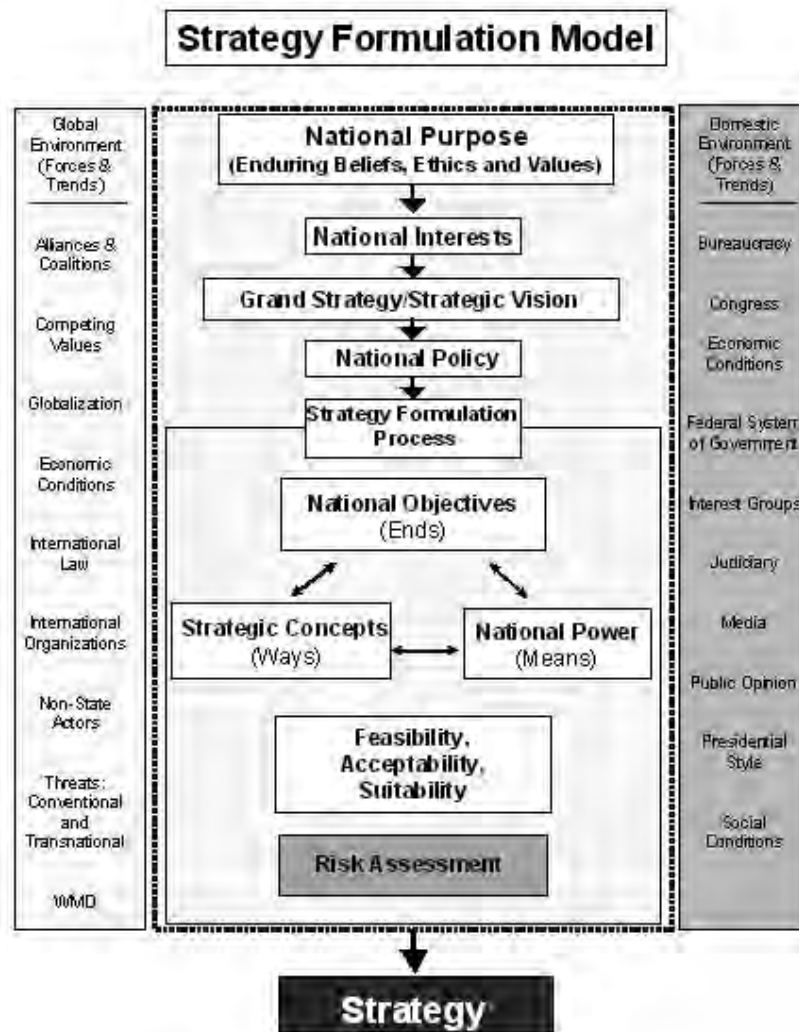 Strategy Formulation Model
Global
Environment
(Forces &
Trends)
Alliances &
Coalitions
Competing
Values
Globalization
Economic
Conditions
International
Law
International
Organizations
Non-State
Actors
Threats:
Conventional
and
Transnational
WMD
National Purpose
(Enduring Beliefs, Ethics and Values)
National Interests
Grand Strategy/Strategic Vision
National Policy
Strategy Formulation
Process
National Objectives
(Ends)
Strategic Concepts
(Ways)
National Power
(Means)
Feasibility,
Acceptability,
Suitability
Risk Assessment
Domestic
Environment
(Forces &
Trends)
Bureaucracy
Congress
Economic
Conditions
Federal System
of Government
Interest Groups
Judiciary
Media
Public Opinion
Presidential
Style
Social
Conditions
Strategy